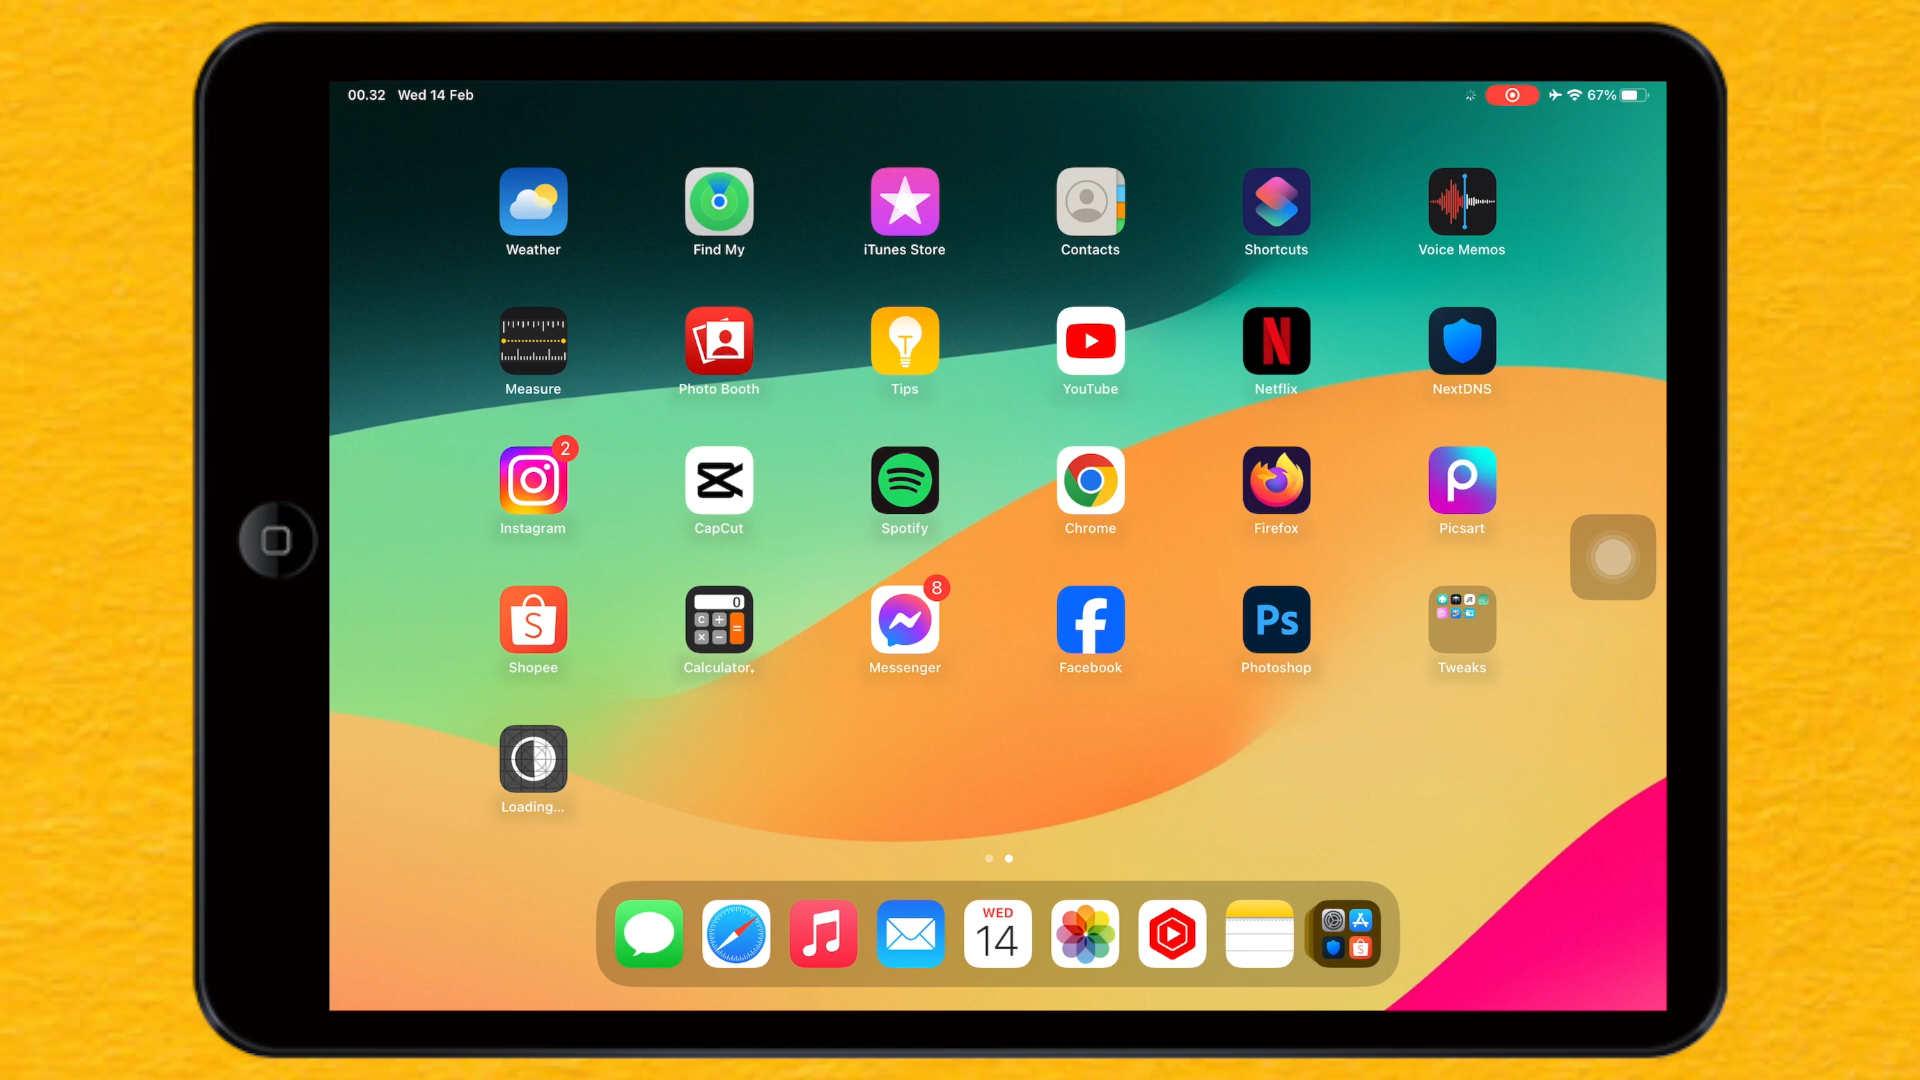 00.32 Wed 14 Feb 67%
Weather Find My iTunes Store Contacts Shortcuts Voice Memos
T N
Measure Photo Booth Tips YouTube Netflix NextDNS
2
Instagram CapCut Spotify Chrome Firefox Picsart
8
S 0 C + × − = f Ps
Shopee Calculator. Messenger Facebook Photoshop Tweaks
Loading...
WED
14